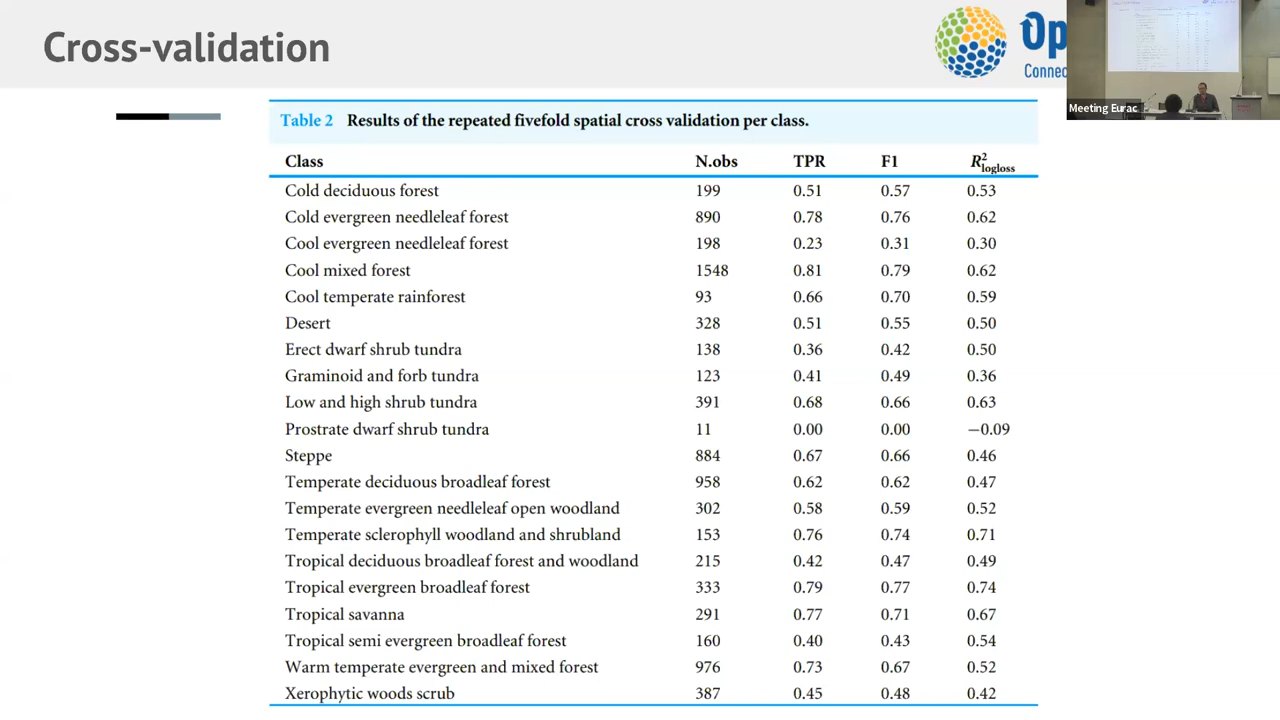 Cross-validation
Op
Connec
Meeting Eurac
Table 2 Results of the repeated fivefold spatial cross validation per class.
Class N.obs TPR F1 R²logloss
Cold deciduous forest 199 0.51 0.57 0.53
Cold evergreen needleleaf forest 890 0.78 0.76 0.62
Cool evergreen needleleaf forest 198 0.23 0.31 0.30
Cool mixed forest 1548 0.81 0.79 0.62
Cool temperate rainforest 93 0.66 0.70 0.59
Desert 328 0.51 0.55 0.50
Erect dwarf shrub tundra 138 0.36 0.42 0.50
Graminoid and forb tundra 123 0.41 0.49 0.36
Low and high shrub tundra 391 0.68 0.66 0.63
Prostrate dwarf shrub tundra 11 0.00 0.00 −0.09
Steppe 884 0.67 0.66 0.46
Temperate deciduous broadleaf forest 958 0.62 0.62 0.47
Temperate evergreen needleleaf open woodland 302 0.58 0.59 0.52
Temperate sclerophyll woodland and shrubland 153 0.76 0.74 0.71
Tropical deciduous broadleaf forest and woodland 215 0.42 0.47 0.49
Tropical evergreen broadleaf forest 333 0.79 0.77 0.74
Tropical savanna 291 0.77 0.71 0.67
Tropical semi evergreen broadleaf forest 160 0.40 0.43 0.54
Warm temperate evergreen and mixed forest 976 0.73 0.67 0.52
Xerophytic woods scrub 387 0.45 0.48 0.42